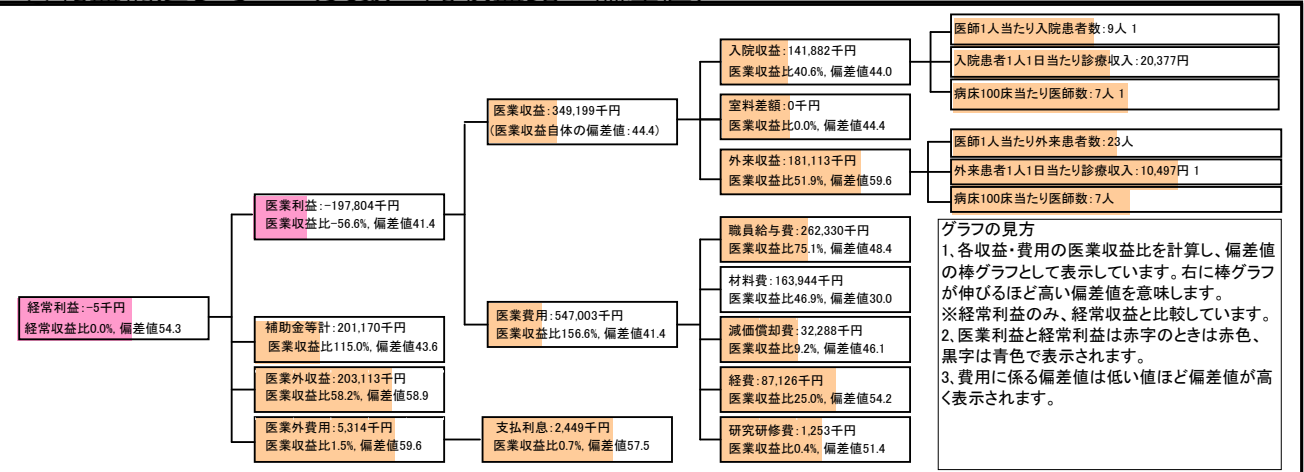 経常利益:-5千円
経常収益比0.0%, 偏差値54.3
医業利益:-197,804千円
医業収益比-56.6%, 偏差値41.4
補助金等計:201,170千円
医業収益比115.0%, 偏差値43.6
医業外収益:203,113千円
医業収益比58.2%, 偏差値58.9
医業外費用:5,314千円
医業収益比1.5%, 偏差値59.6
医業収益:349,199千円
(医業収益自体の偏差値:44.4)
医業費用:547,003千円
医業収益比156.6%, 偏差値41.4
支払利息:2,449千円
医業収益比0.7%, 偏差値57.5
入院収益:141,882千円
医業収益比40.6%, 偏差値44.0
室料差額:0千円
医業収益比0.0%, 偏差値44.4
外来収益:181,113千円
医業収益比51.9%, 偏差値59.6
職員給与費:262,330千円
医業収益比75.1%, 偏差値48.4
材料費:163,944千円
医業収益比46.9%, 偏差値30.0
減価償却費:32,288千円
医業収益比9.2%, 偏差値46.1
経費:87,126千円
医業収益比25.0%, 偏差値54.2
研究研修費:1,253千円
医業収益比0.4%, 偏差値51.4
医師1人当たり入院患者数:9人 1
入院患者1人1日当たり診療収入:20,377円
病床100床当たり医師数:7人 1
医師1人当たり外来患者数:23人
外来患者1人1日当たり診療収入:10,497円 1
病床100床当たり医師数:7人
グラフの見方
1、各収益・費用の医業収益比を計算し、偏差値
の棒グラフとして表示しています。右に棒グラフ
が伸びるほど高い偏差値を意味します。
※経常利益のみ、経常収益と比較しています。
2、医業利益と経常利益は赤字のときは赤色、
黒字は青色で表示されます。
3、費用に係る偏差値は低い値ほど偏差値が高
く表示されます。